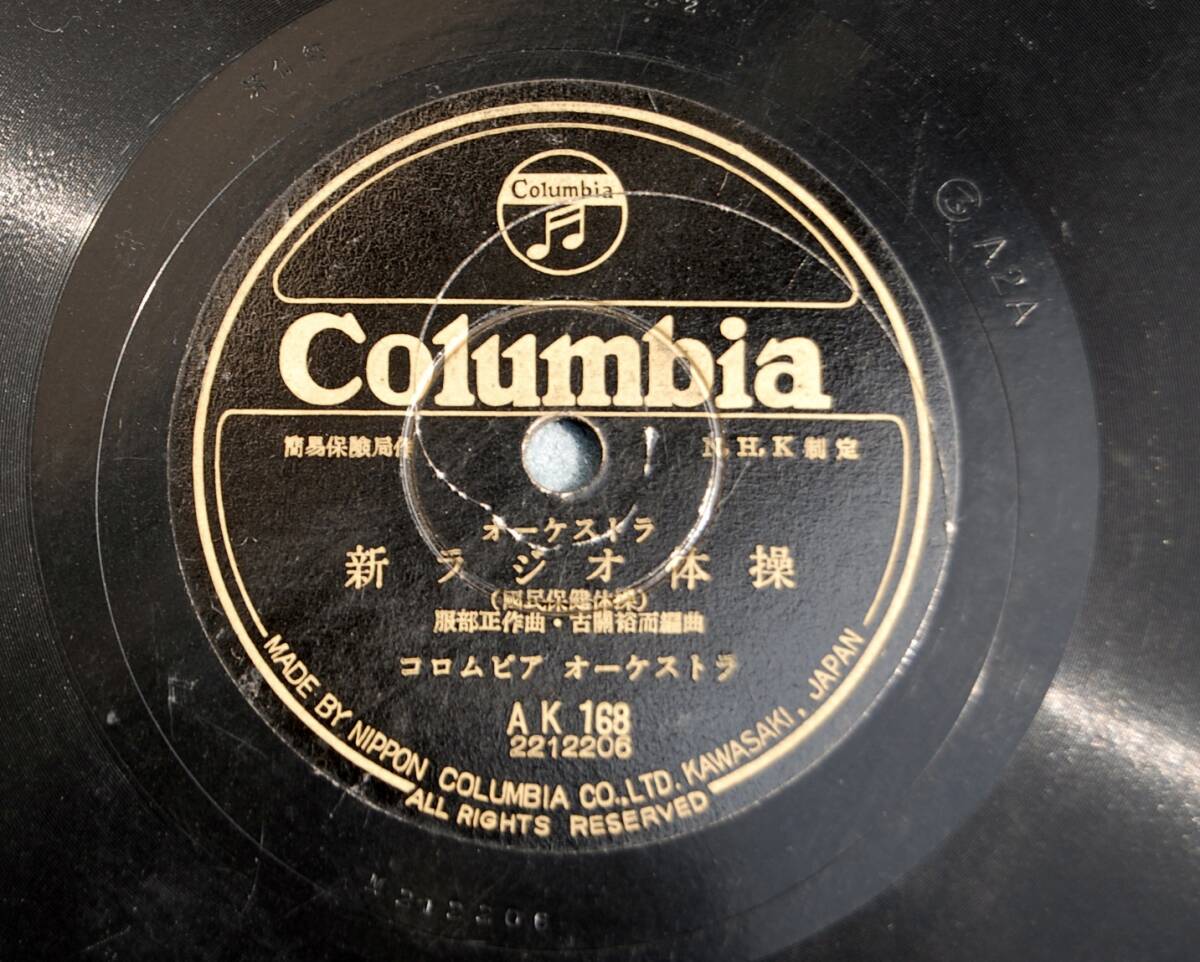 Columbia
Columbia
簡易保険局作
N.H.K 制定
オーケストラ
新ラジオ体操
(國民保健体操)
服部正作曲・古関裕而編曲
コロムビア オーケストラ
AK 168
2212206
MADE BY NIPPON COLUMBIA CO.,LTD. KAWASAKI, JAPAN
ALL RIGHTS RESERVED
A2A
2212206